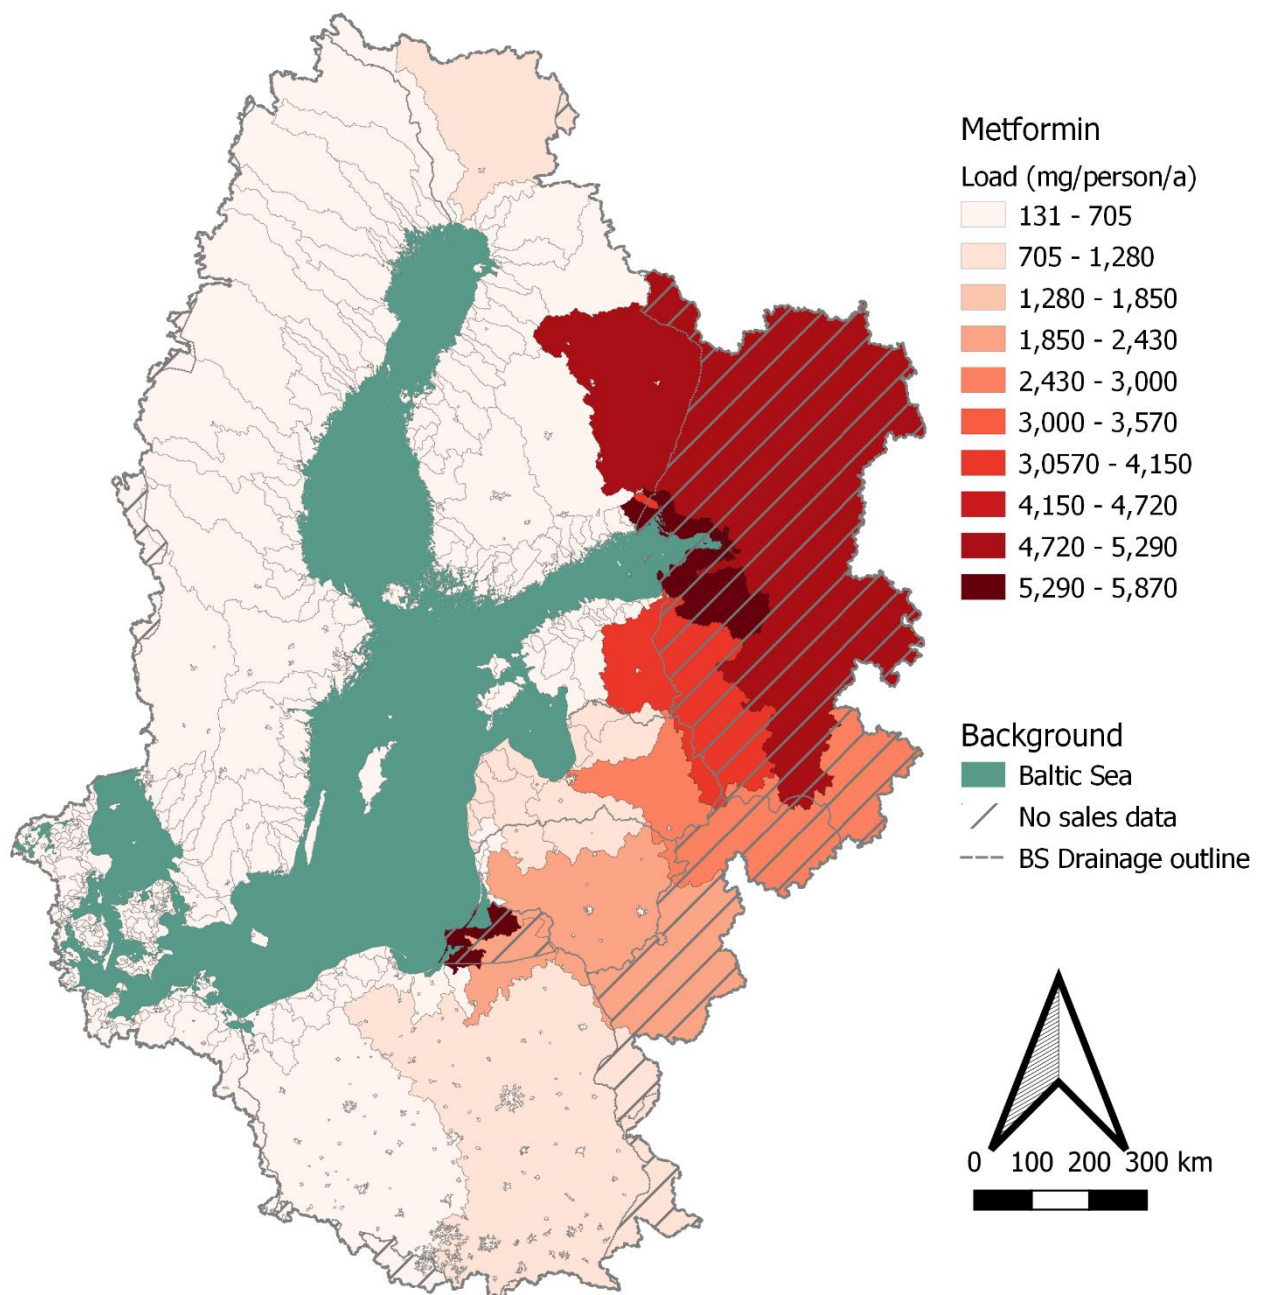 Metformin
Load (mg/person/a)
131 - 705
705 - 1,280
1,280 - 1,850
1,850 - 2,430
2,430 - 3,000
3,000 - 3,570
3,0570 - 4,150
4,150 - 4,720
4,720 - 5,290
5,290 - 5,870
Background
Baltic Sea
No sales data
BS Drainage outline
0 100 200 300 km